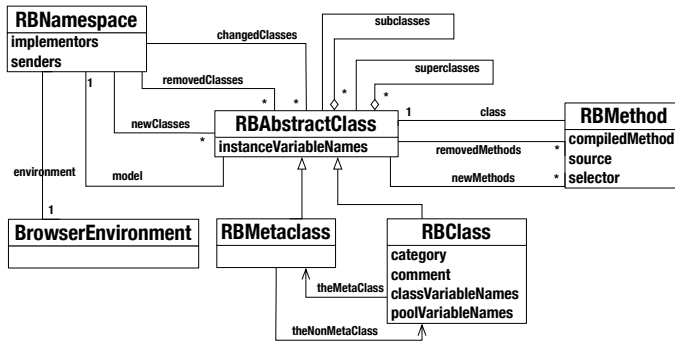 RBNamespace
implementors
senders
changedClasses
removedClasses
newClasses
subclasses
superclasses
*
*
*
*
*
1
RBAbstractClass
instanceVariableNames
1
class
removedMethods
*
newMethods
*
RBMethod
compiledMethod
source
selector
environment
model
1
BrowserEnvironment
RBMetaclass
RBClass
category
comment
classVariableNames
poolVariableNames
theMetaClass
theNonMetaClass